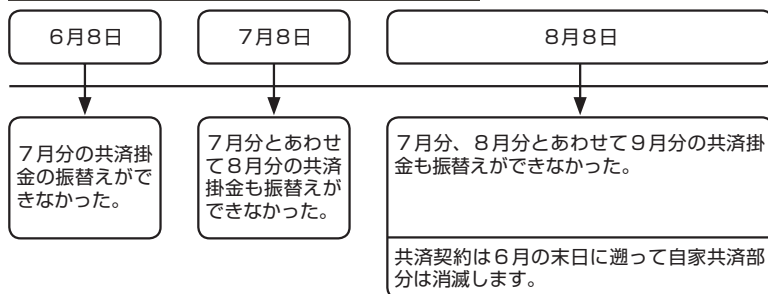 6月8日
7月8日
8月8日
7月分の共済掛
金の振替えがで
きなかった。
7月分とあわせ
て8月分の共済
掛金も振替えが
できなかった。
7月分、8月分とあわせて9月分の共済掛
金も振替えができなかった。
共済契約は6月の末日に遡って自家共済部
分は消滅します。